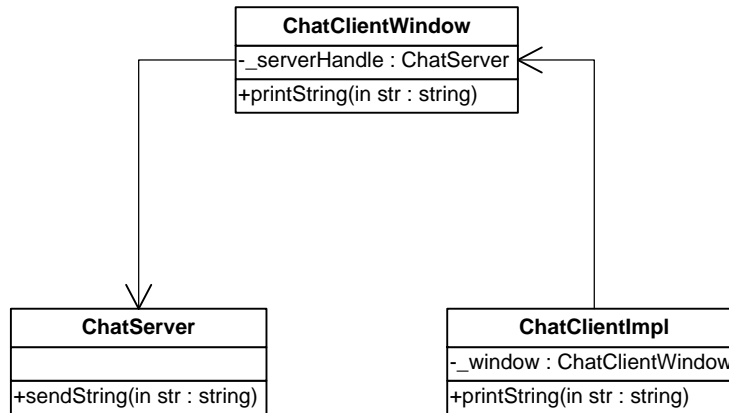 ChatClientWindow
-_serverHandle : ChatServer
+printString(in str : string)
ChatServer
+sendString(in str : string)
ChatClientImpl
-_window : ChatClientWindow
+printString(in str : string)